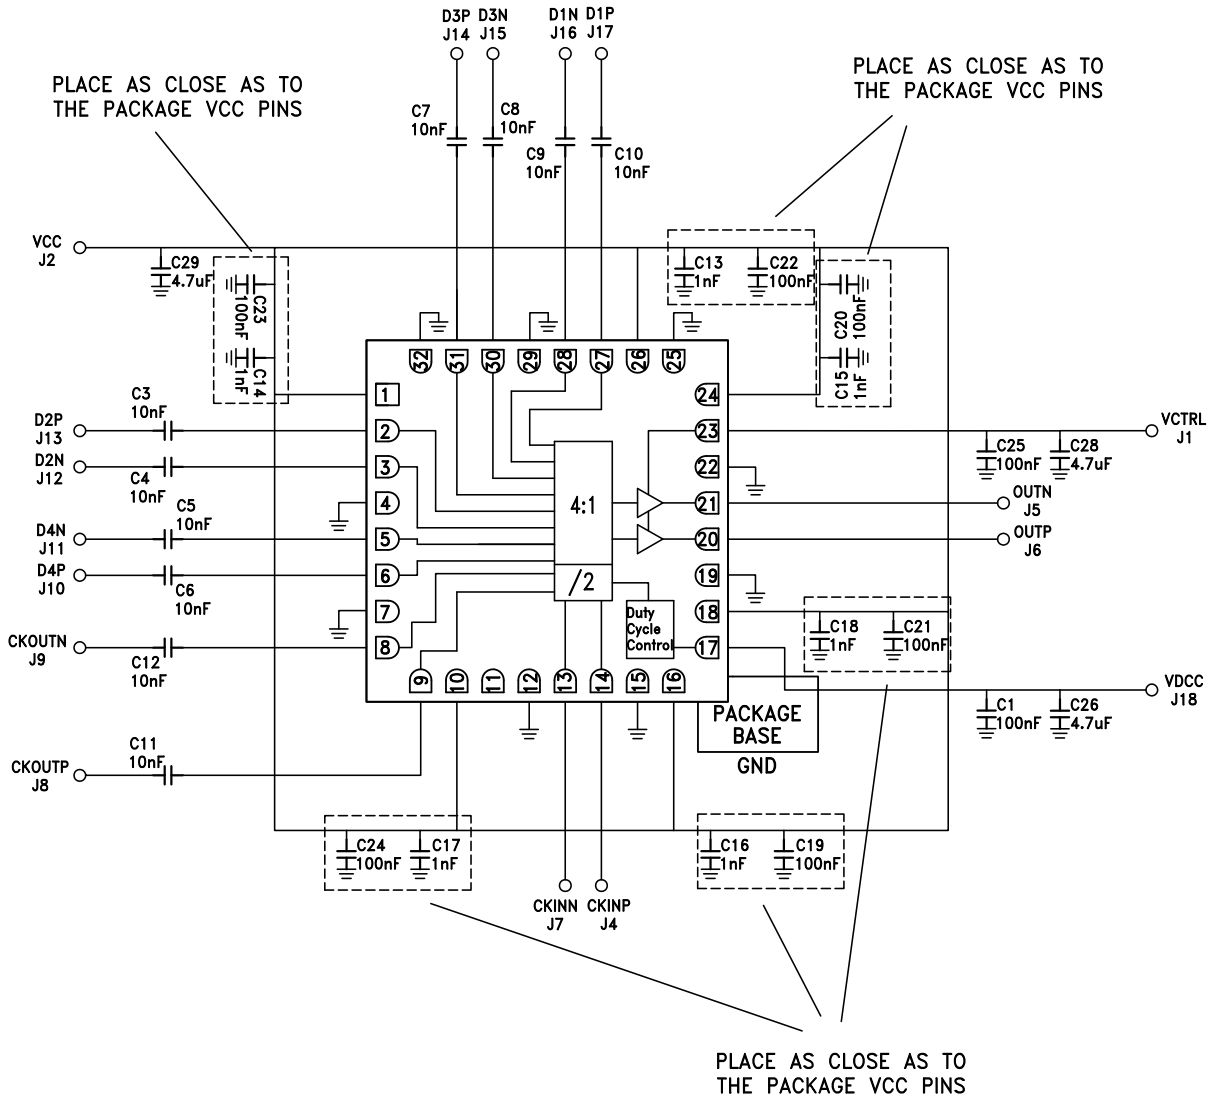 D3P D3N D1N D1P
J14 J15 J16 J17
PLACE AS CLOSE AS TO
THE PACKAGE VCC PINS
PLACE AS CLOSE AS TO
THE PACKAGE VCC PINS
C7
10nF
C8
10nF
C9
10nF
C10
10nF
VCC
J2
C29
4.7uF
C23
100nF
C14
1nF
C13
1nF
C22
100nF
C20
100nF
C15
1nF
32 31 30 29 28 27 26 25
1
2
3
4
5
6
7
8
24
23
22
21
20
19
18
17
9 10 11 12 13 14 15 16
4:1
/2
Duty
Cycle
Control
D2P
J13
C3
10nF
D2N
J12
C4
10nF
D4N
J11
C5
10nF
D4P
J10
C6
10nF
CKOUTN
J9
C12
10nF
CKOUTP
J8
C11
10nF
VCTRL
J1
C25
100nF
C28
4.7uF
OUTN
J5
OUTP
J6
C18
1nF
C21
100nF
VDCC
J18
C1
100nF
C26
4.7uF
PACKAGE
BASE
GND
C24
100nF
C17
1nF
C16
1nF
C19
100nF
CKINN CKINP
J7 J4
PLACE AS CLOSE AS TO
THE PACKAGE VCC PINS